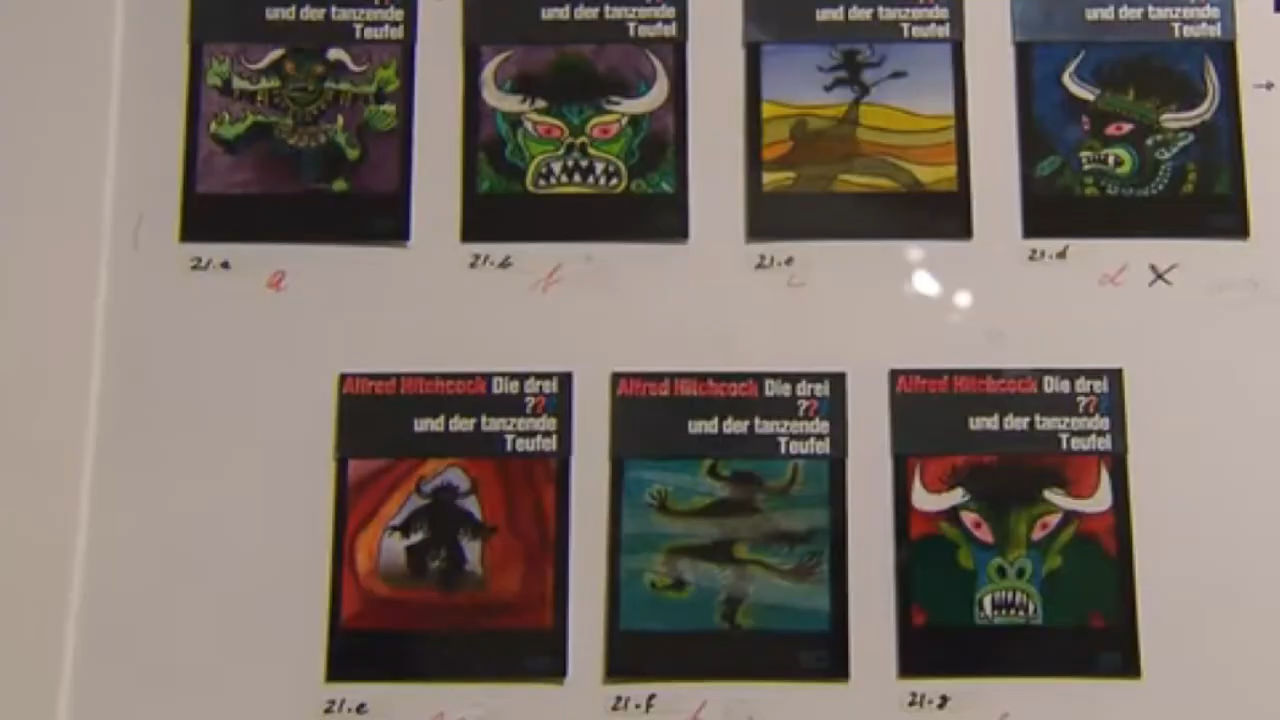 und der tanzende
Teufel
und der tanzende
Teufel
und der tanzende
Teufel
und der tanzende
Teufel
→
21.a
21.b
21.c
21.d
a
b
c
d X
Alfred Hitchcock Die drei
???
und der tanzende
Teufel
Alfred Hitchcock Die drei
???
und der tanzende
Teufel
Alfred Hitchcock Die drei
???
und der tanzende
Teufel
21.e
21.f
21.g